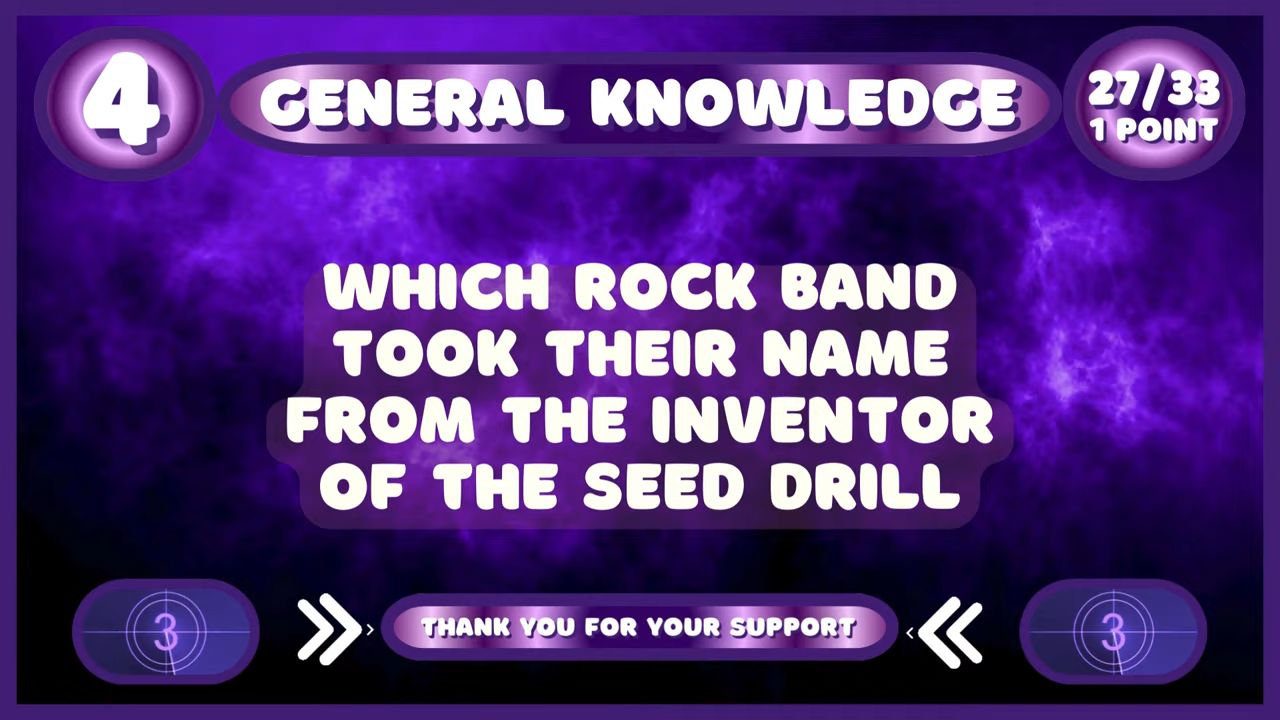 4
GENERAL KNOWLEDGE
27/33
1 POINT
WHICH ROCK BAND
TOOK THEIR NAME
FROM THE INVENTOR
OF THE SEED DRILL
3
THANK YOU FOR YOUR SUPPORT
3